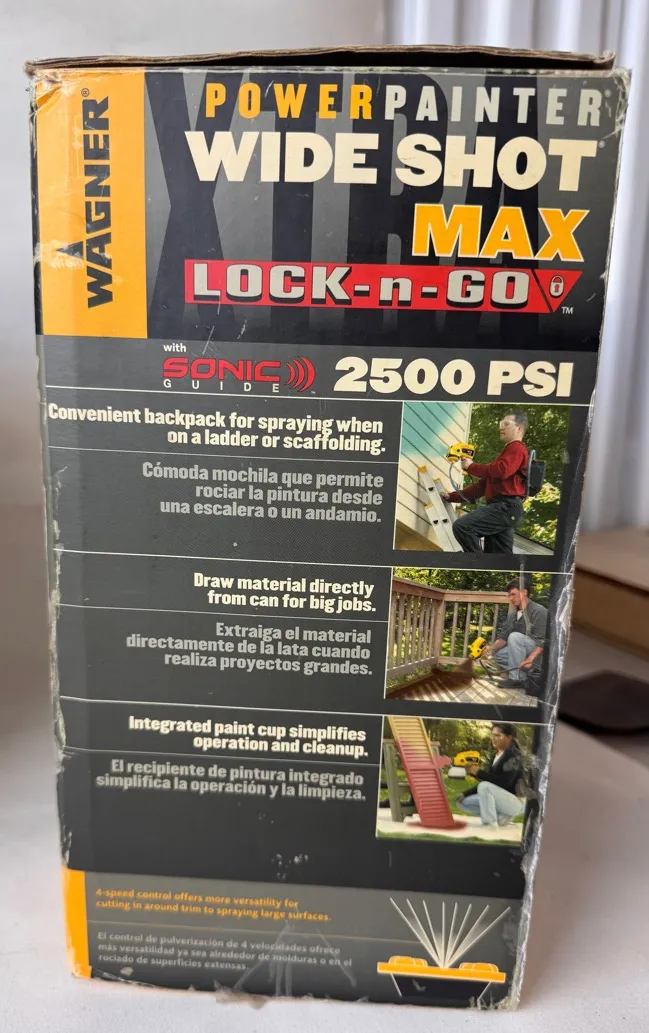 WAGNER®
XTRA
POWERPAINTER®
WIDE SHOT®
MAX
LOCK-n-GO
™
with
SONIC
GUIDE™
2500 PSI
Convenient backpack for spraying when
on a ladder or scaffolding.
Cómoda mochila que permite
rociar la pintura desde
una escalera o un andamio.
Draw material directly
from can for big jobs.
Extraiga el material
directamente de la lata cuando
realiza proyectos grandes.
Integrated paint cup simplifies
operation and cleanup.
El recipiente de pintura integrado
simplifica la operación y la limpieza.
4-speed control offers more versatility for
cutting in around trim to spraying large surfaces.
El control de pulverización de 4 velocidades ofrece
más versatilidad ya sea alrededor de molduras o en el
rociado de superficies extensas.